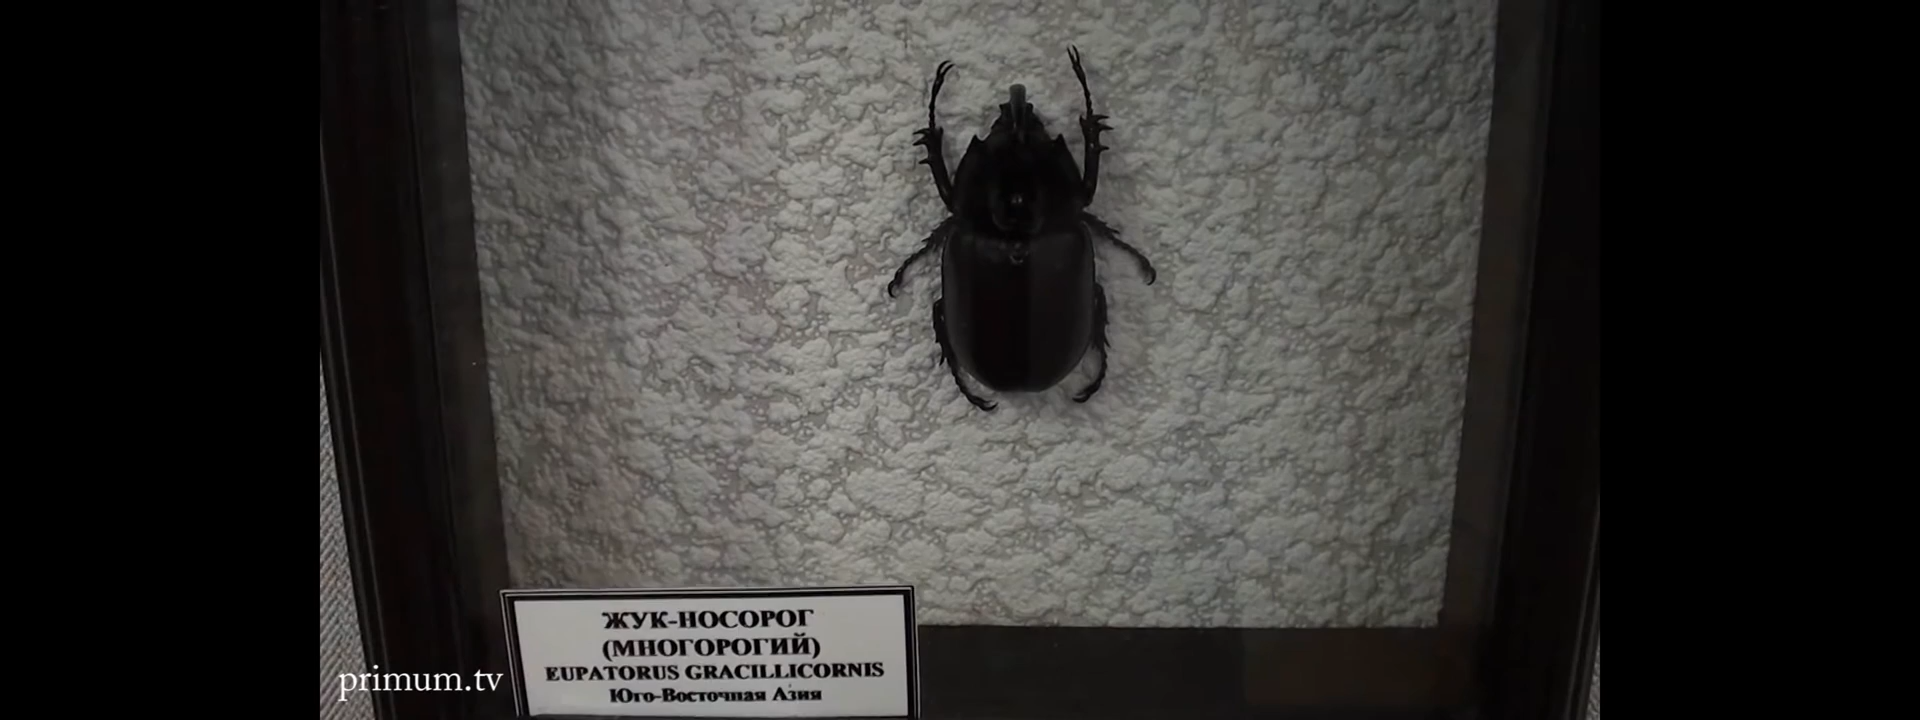 ЖУК-НОСОРОГ
(МНОГОРОГИЙ)
EUPATORUS GRACILLICORNIS
Юго-Восточная Азия
primum.tv